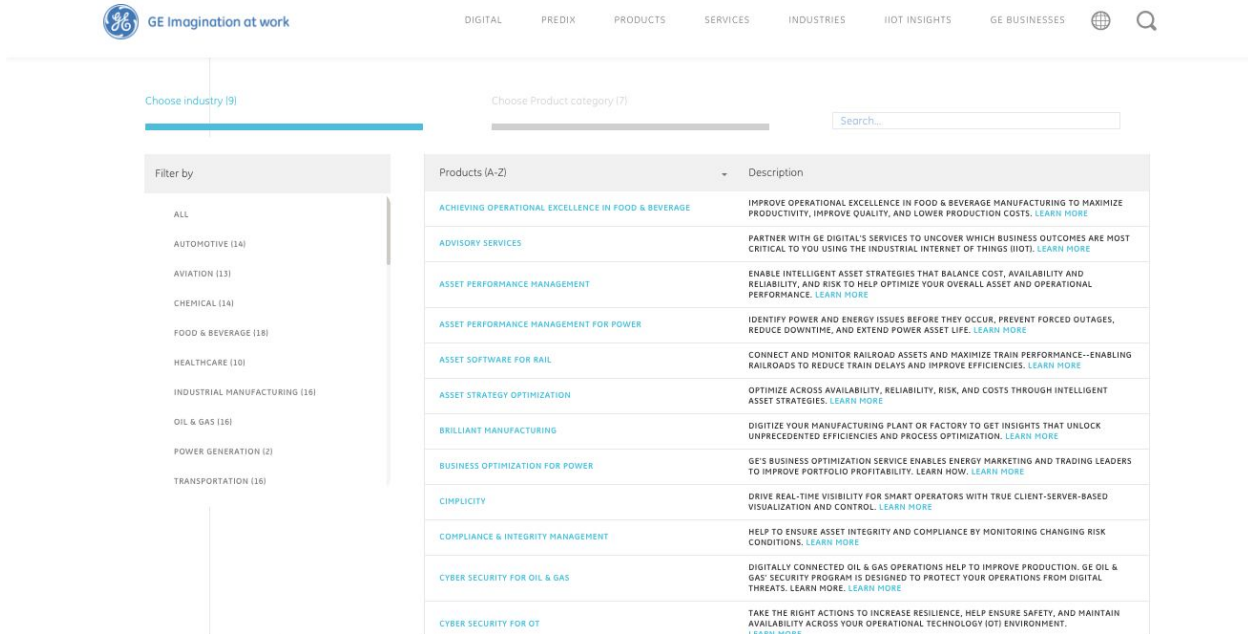 GE Imagination at work
DIGITAL PREDIX PRODUCTS SERVICES INDUSTRIES IIOT INSIGHTS GE BUSINESSES
Choose industry (9)
Choose Product category (7)
Search...
Filter by
ALL
AUTOMOTIVE (14)
AVIATION (13)
CHEMICAL (14)
FOOD & BEVERAGE (18)
HEALTHCARE (10)
INDUSTRIAL MANUFACTURING (16)
OIL & GAS (16)
POWER GENERATION (2)
TRANSPORTATION (16)
Products (A-Z) Description
ACHIEVING OPERATIONAL EXCELLENCE IN FOOD & BEVERAGE
IMPROVE OPERATIONAL EXCELLENCE IN FOOD & BEVERAGE MANUFACTURING TO MAXIMIZE
PRODUCTIVITY, IMPROVE QUALITY, AND LOWER PRODUCTION COSTS. LEARN MORE
ADVISORY SERVICES
PARTNER WITH GE DIGITAL'S SERVICES TO UNCOVER WHICH BUSINESS OUTCOMES ARE MOST
CRITICAL TO YOU USING THE INDUSTRIAL INTERNET OF THINGS (IIOT). LEARN MORE
ASSET PERFORMANCE MANAGEMENT
ENABLE INTELLIGENT ASSET STRATEGIES THAT BALANCE COST, AVAILABILITY AND
RELIABILITY, AND RISK TO HELP OPTIMIZE YOUR OVERALL ASSET AND OPERATIONAL
PERFORMANCE. LEARN MORE
ASSET PERFORMANCE MANAGEMENT FOR POWER
IDENTIFY POWER AND ENERGY ISSUES BEFORE THEY OCCUR, PREVENT FORCED OUTAGES,
REDUCE DOWNTIME, AND EXTEND POWER ASSET LIFE. LEARN MORE
ASSET SOFTWARE FOR RAIL
CONNECT AND MONITOR RAILROAD ASSETS AND MAXIMIZE TRAIN PERFORMANCE--ENABLING
RAILROADS TO REDUCE TRAIN DELAYS AND IMPROVE EFFICIENCIES. LEARN MORE
ASSET STRATEGY OPTIMIZATION
OPTIMIZE ACROSS AVAILABILITY, RELIABILITY, RISK, AND COSTS THROUGH INTELLIGENT
ASSET STRATEGIES. LEARN MORE
BRILLIANT MANUFACTURING
DIGITIZE YOUR MANUFACTURING PLANT OR FACTORY TO GET INSIGHTS THAT UNLOCK
UNPRECEDENTED EFFICIENCIES AND PROCESS OPTIMIZATION. LEARN MORE
BUSINESS OPTIMIZATION FOR POWER
GE'S BUSINESS OPTIMIZATION SERVICE ENABLES ENERGY MARKETING AND TRADING LEADERS
TO IMPROVE PORTFOLIO PROFITABILITY. LEARN HOW. LEARN MORE
CIMPLICITY
DRIVE REAL-TIME VISIBILITY FOR SMART OPERATORS WITH TRUE CLIENT-SERVER-BASED
VISUALIZATION AND CONTROL. LEARN MORE
COMPLIANCE & INTEGRITY MANAGEMENT
HELP TO ENSURE ASSET INTEGRITY AND COMPLIANCE BY MONITORING CHANGING RISK
CONDITIONS. LEARN MORE
CYBER SECURITY FOR OIL & GAS
DIGITALLY CONNECTED OIL & GAS OPERATIONS HELP TO IMPROVE PRODUCTION. GE OIL &
GAS' SECURITY PROGRAM IS DESIGNED TO PROTECT YOUR OPERATIONS FROM DIGITAL
THREATS. LEARN MORE. LEARN MORE
CYBER SECURITY FOR OT
TAKE THE RIGHT ACTIONS TO INCREASE RESILIENCE, HELP ENSURE SAFETY, AND MAINTAIN
AVAILABILITY ACROSS YOUR OPERATIONAL TECHNOLOGY (OT) ENVIRONMENT.
LEARN MORE